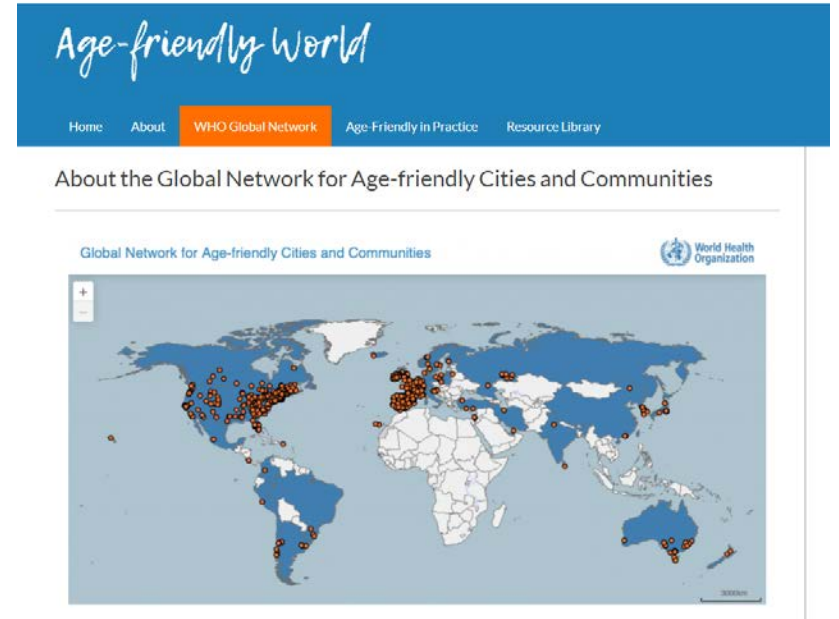 Age-friendly World
Home About WHO Global Network Age-Friendly in Practice Resource Library
About the Global Network for Age-friendly Cities and Communities
Global Network for Age-friendly Cities and Communities
World Health
Organization
+
−
3000km